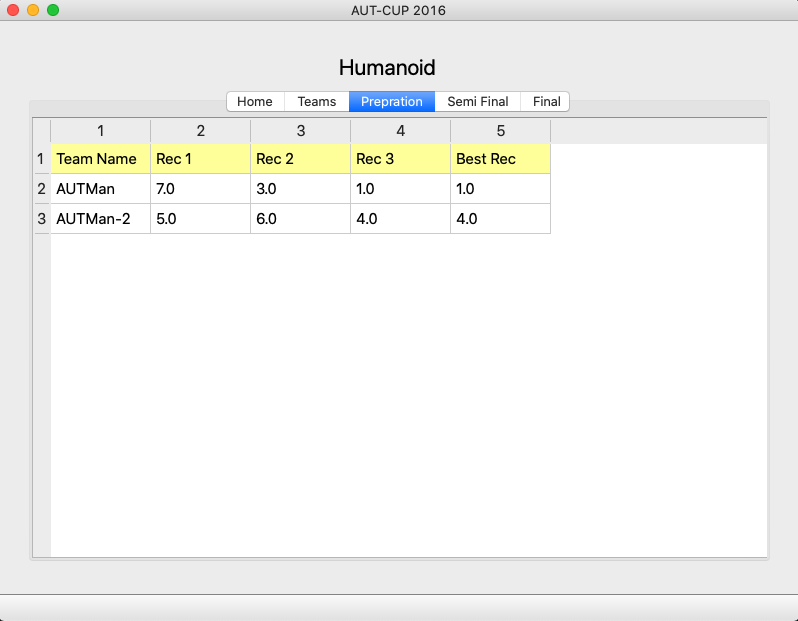 AUT-CUP 2016
Humanoid
Home Teams Prepration Semi Final Final
1 2 3 4 5
1 Team Name Rec 1 Rec 2 Rec 3 Best Rec
2 AUTMan 7.0 3.0 1.0 1.0
3 AUTMan-2 5.0 6.0 4.0 4.0